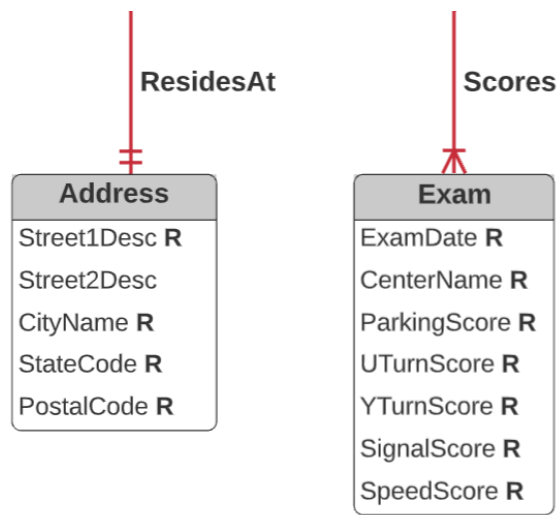 ResidesAt
Scores
Address
Street1Desc R
Street2Desc
CityName R
StateCode R
PostalCode R
Exam
ExamDate R
CenterName R
ParkingScore R
UTurnScore R
YTurnScore R
SignalScore R
SpeedScore R